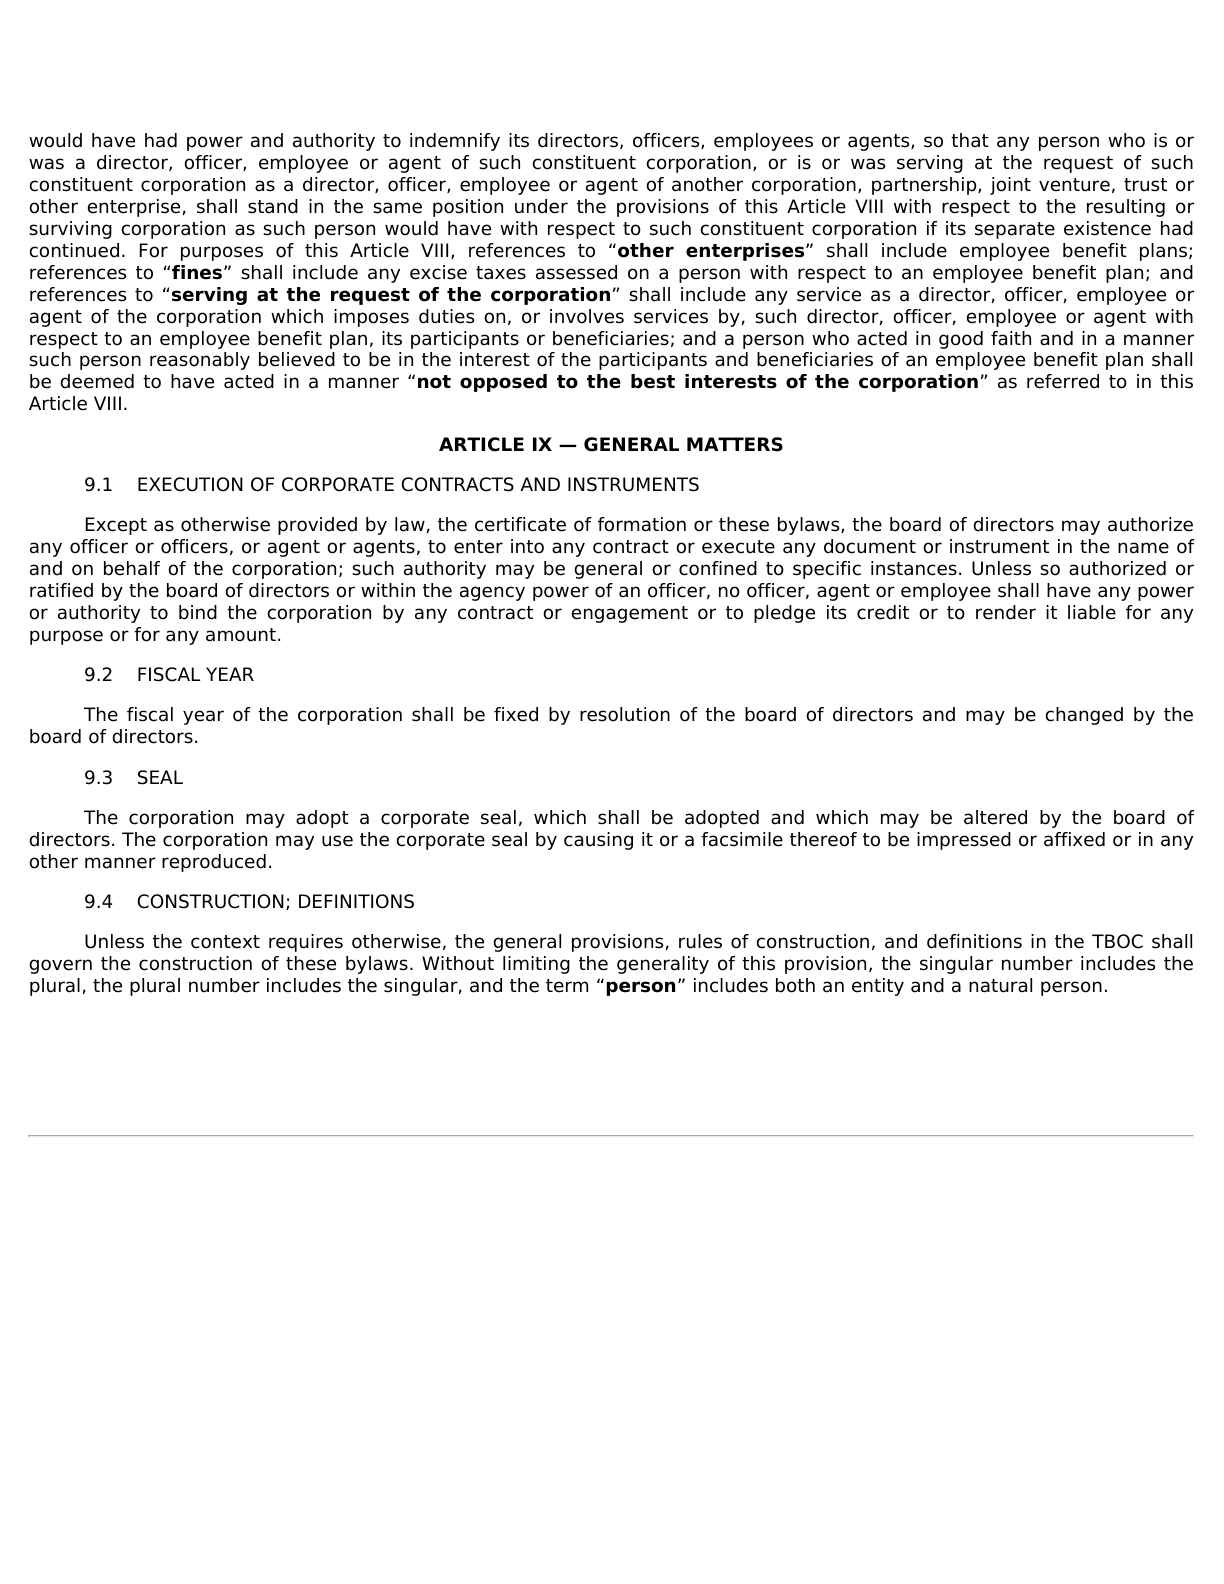 would have had power and authority to indemnify its directors, officers, employees or agents, so that any person who is or
was a director, officer, employee or agent of such constituent corporation, or is or was serving at the request of such
constituent corporation as a director, officer, employee or agent of another corporation, partnership, joint venture, trust or
other enterprise, shall stand in the same position under the provisions of this Article VIII with respect to the resulting or
surviving corporation as such person would have with respect to such constituent corporation if its separate existence had
continued. For purposes of this Article VIII, references to “other enterprises” shall include employee benefit plans;
references to “fines” shall include any excise taxes assessed on a person with respect to an employee benefit plan; and
references to “serving at the request of the corporation” shall include any service as a director, officer, employee or
agent of the corporation which imposes duties on, or involves services by, such director, officer, employee or agent with
respect to an employee benefit plan, its participants or beneficiaries; and a person who acted in good faith and in a manner
such person reasonably believed to be in the interest of the participants and beneficiaries of an employee benefit plan shall
be deemed to have acted in a manner “not opposed to the best interests of the corporation” as referred to in this
Article VIII.
ARTICLE IX — GENERAL MATTERS
9.1 EXECUTION OF CORPORATE CONTRACTS AND INSTRUMENTS
Except as otherwise provided by law, the certificate of formation or these bylaws, the board of directors may authorize
any officer or officers, or agent or agents, to enter into any contract or execute any document or instrument in the name of
and on behalf of the corporation; such authority may be general or confined to specific instances. Unless so authorized or
ratified by the board of directors or within the agency power of an officer, no officer, agent or employee shall have any power
or authority to bind the corporation by any contract or engagement or to pledge its credit or to render it liable for any
purpose or for any amount.
9.2 FISCAL YEAR
The fiscal year of the corporation shall be fixed by resolution of the board of directors and may be changed by the
board of directors.
9.3 SEAL
The corporation may adopt a corporate seal, which shall be adopted and which may be altered by the board of
directors. The corporation may use the corporate seal by causing it or a facsimile thereof to be impressed or affixed or in any
other manner reproduced.
9.4 CONSTRUCTION; DEFINITIONS
Unless the context requires otherwise, the general provisions, rules of construction, and definitions in the TBOC shall
govern the construction of these bylaws. Without limiting the generality of this provision, the singular number includes the
plural, the plural number includes the singular, and the term “person” includes both an entity and a natural person.